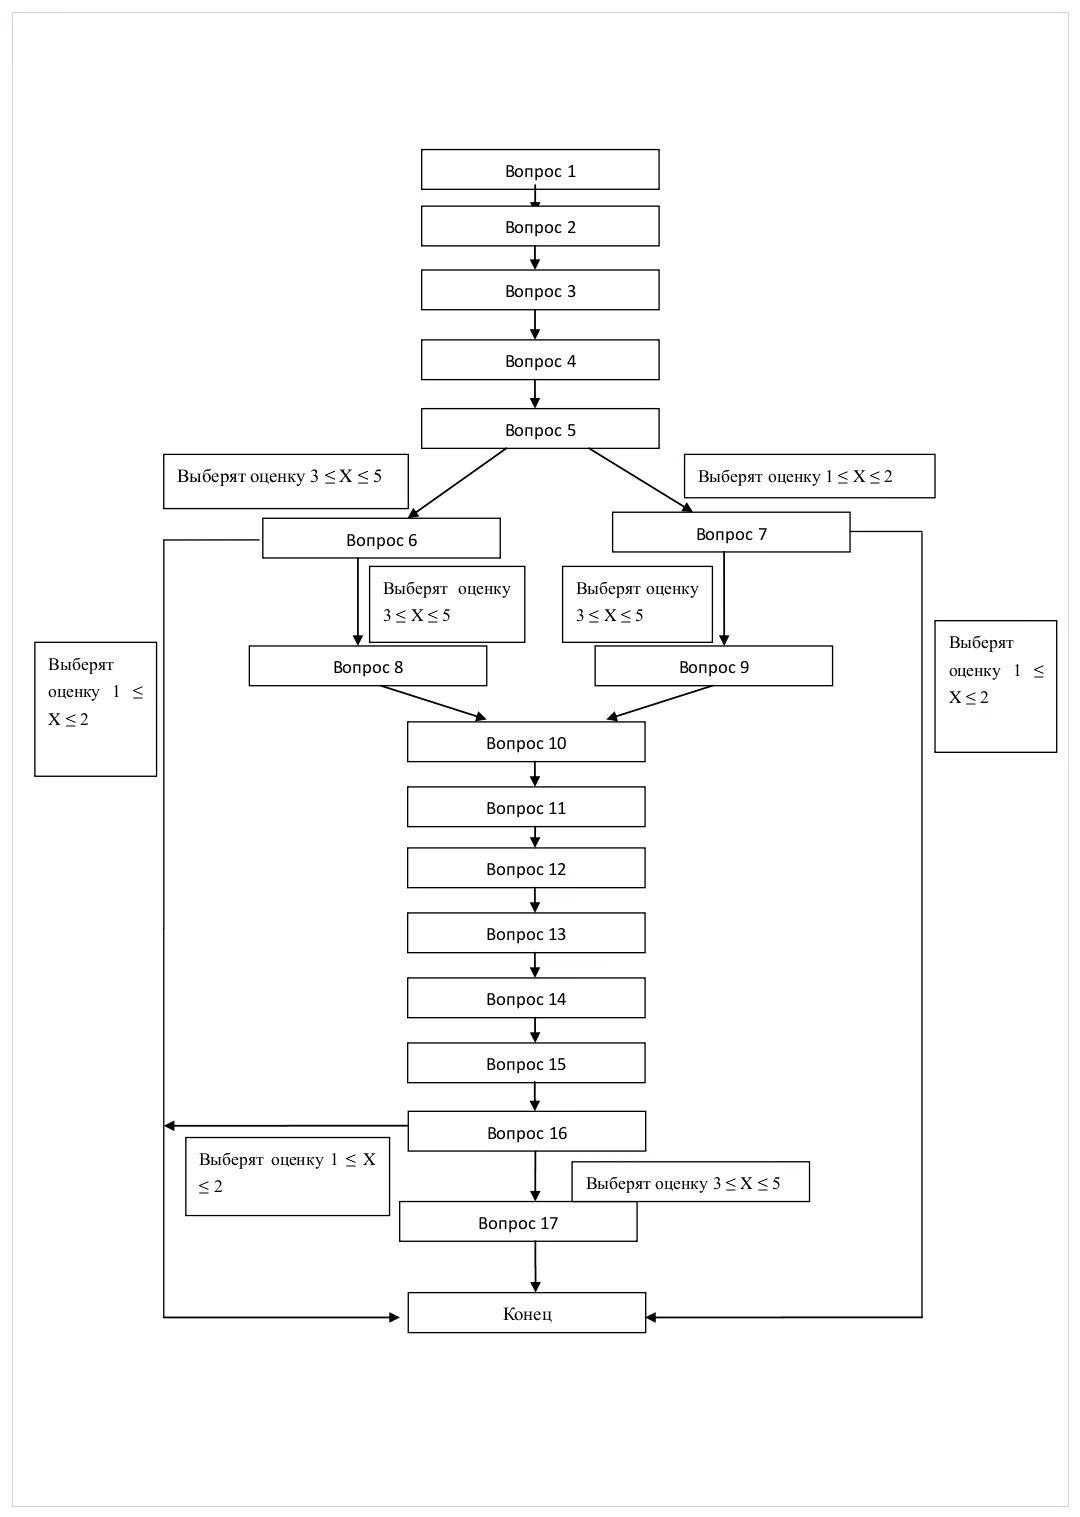 Вопрос 1
Вопрос 2
Вопрос 3
Вопрос 4
Вопрос 5
Выберят оценку 3 ≤ X ≤ 5
Выберят оценку 1 ≤ X ≤ 2
Вопрос 6
Вопрос 7
Выберят оценку
3 ≤ X ≤ 5
Выберят оценку
3 ≤ X ≤ 5
Выберят
оценку 1 ≤
X ≤ 2
Выберят
оценку 1 ≤
X ≤ 2
Вопрос 8
Вопрос 9
Вопрос 10
Вопрос 11
Вопрос 12
Вопрос 13
Вопрос 14
Вопрос 15
Вопрос 16
Выберят оценку 1 ≤ X
≤ 2
Выберят оценку 3 ≤ X ≤ 5
Вопрос 17
Конец